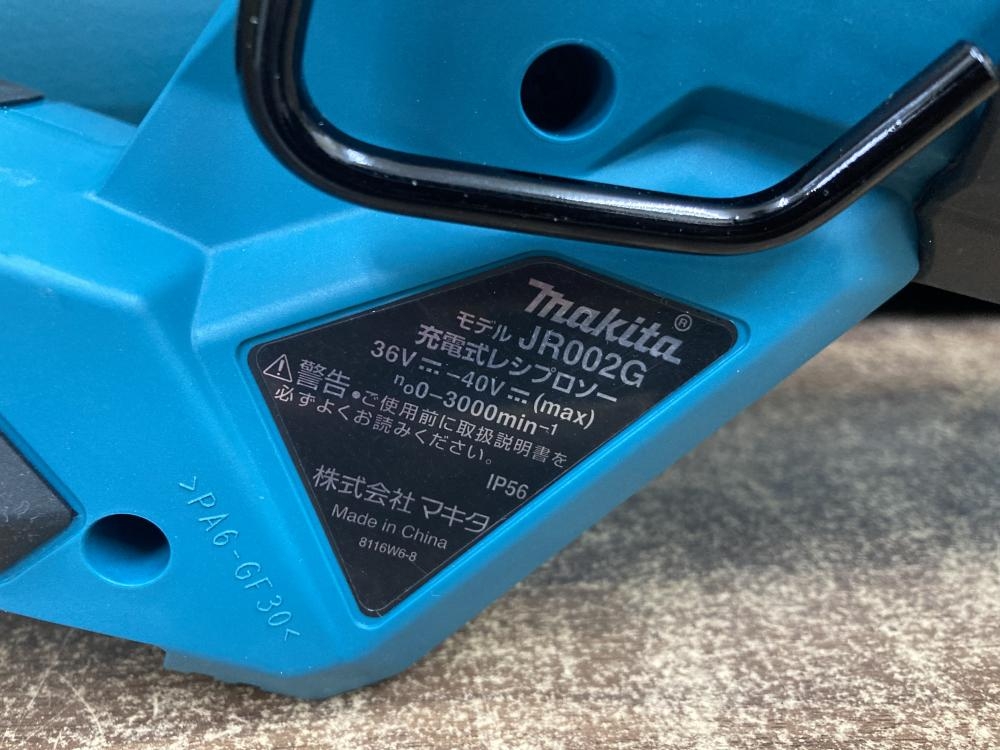 makita®
モデル JR002G
充電式レシプロソー
36V⎓-40V⎓(max)
n₀0-3000min⁻¹
⚠警告 ●ご使用前に取扱説明書を
必ずよくお読みください。
IP56
株式会社 マキタ
Made in China
8116W6-8
>PA6-GF30<